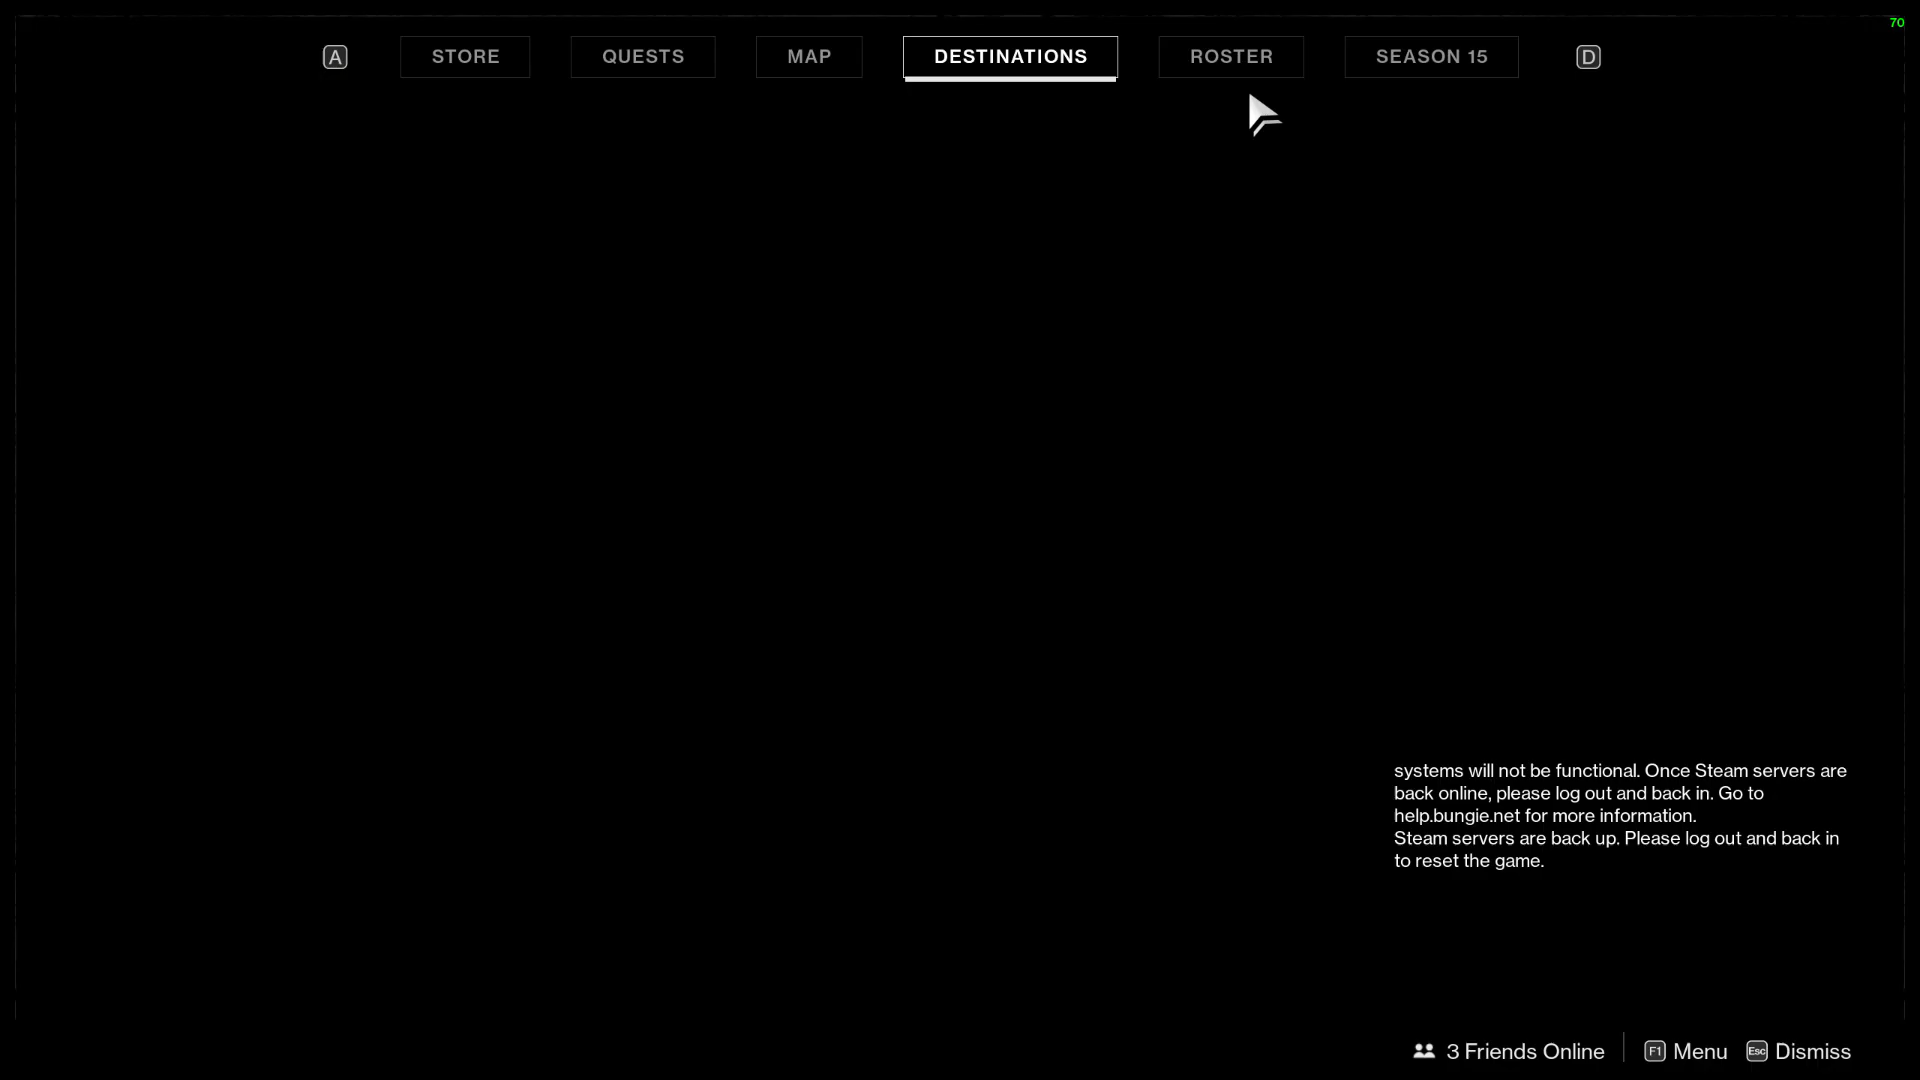 70
A STORE QUESTS MAP DESTINATIONS ROSTER SEASON 15 D
systems will not be functional. Once Steam servers are
back online, please log out and back in. Go to
help.bungie.net for more information.
Steam servers are back up. Please log out and back in
to reset the game.
3 Friends Online F1 Menu Esc Dismiss